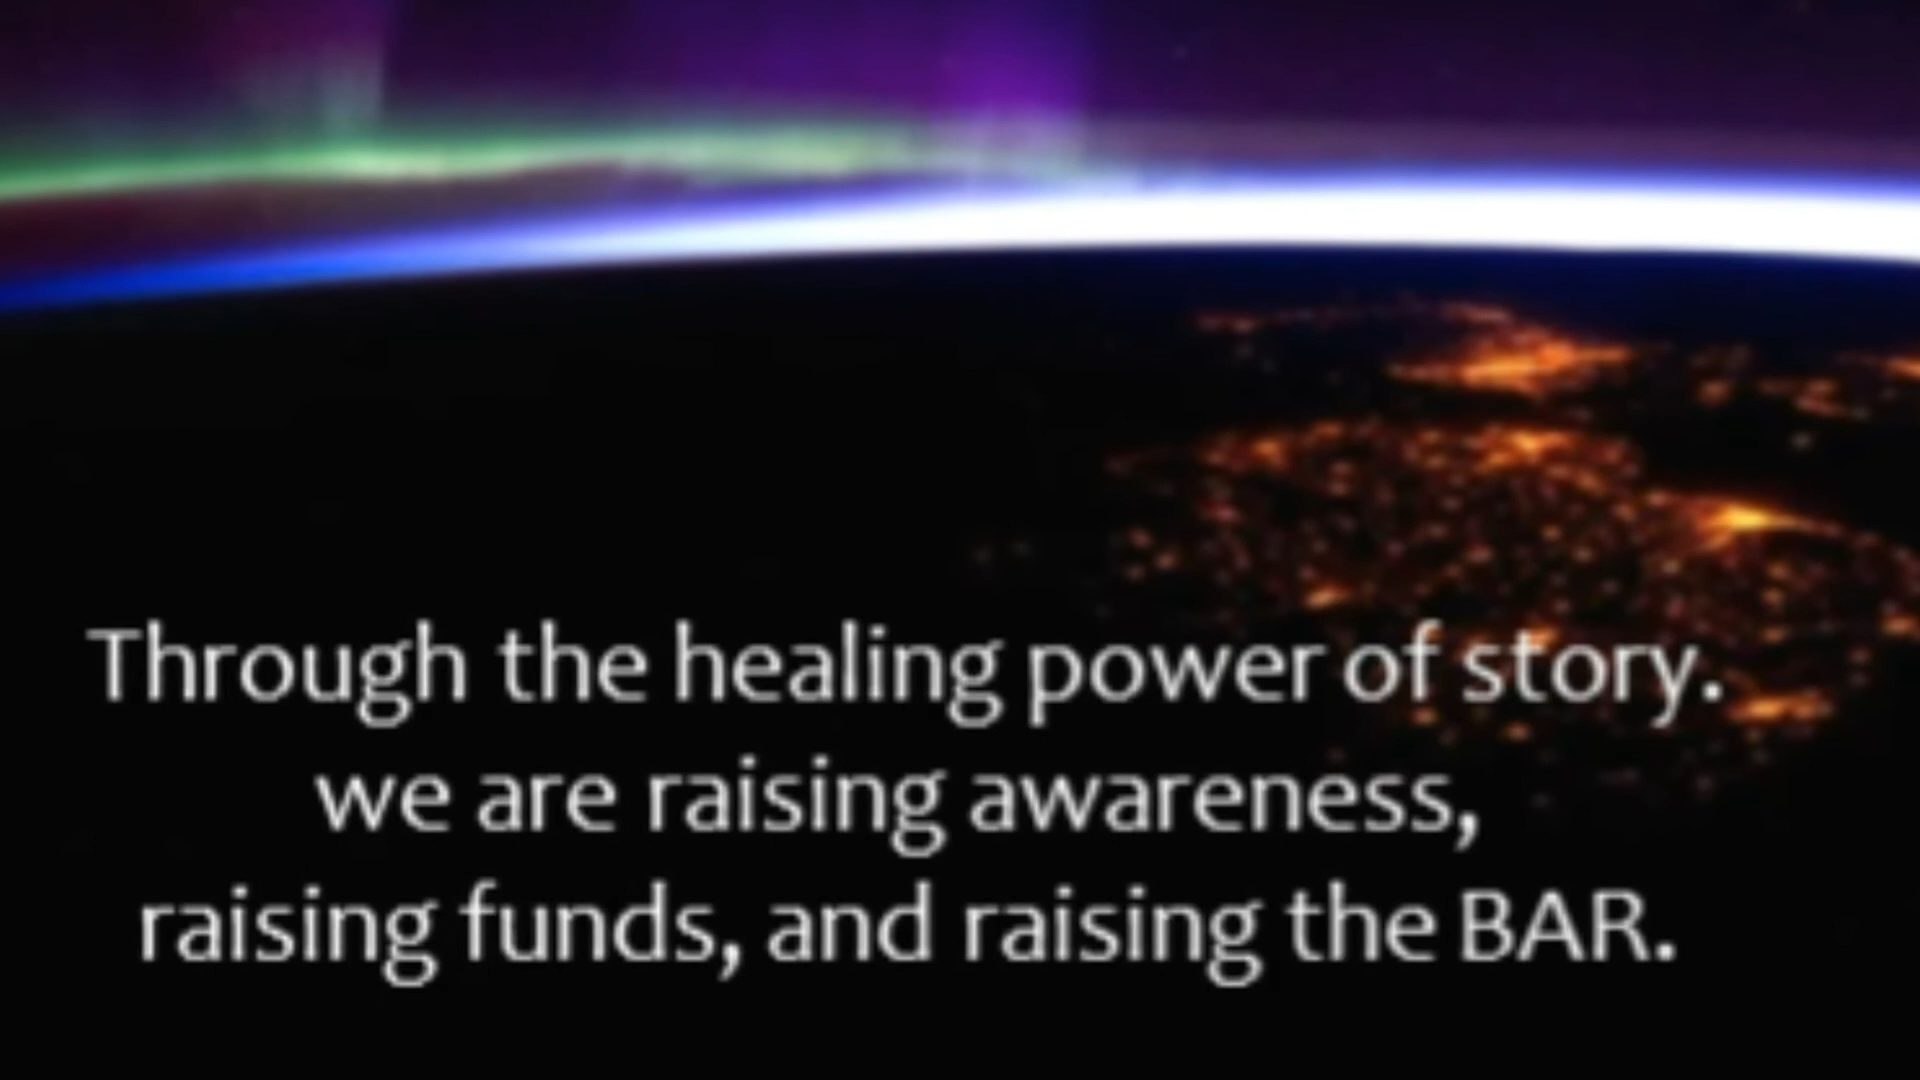 Through the healing power of story.
we are raising awareness,
raising funds, and raising the BAR.